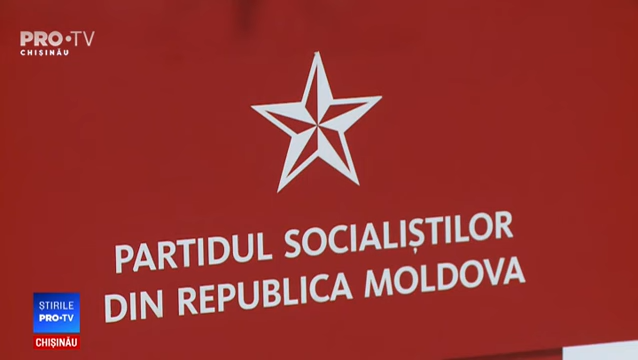 PRO•TV
CHIȘINĂU
PARTIDUL SOCIALIȘTILOR
DIN REPUBLICA MOLDOVA
ȘTIRILE
PRO•TV
CHIȘINĂU